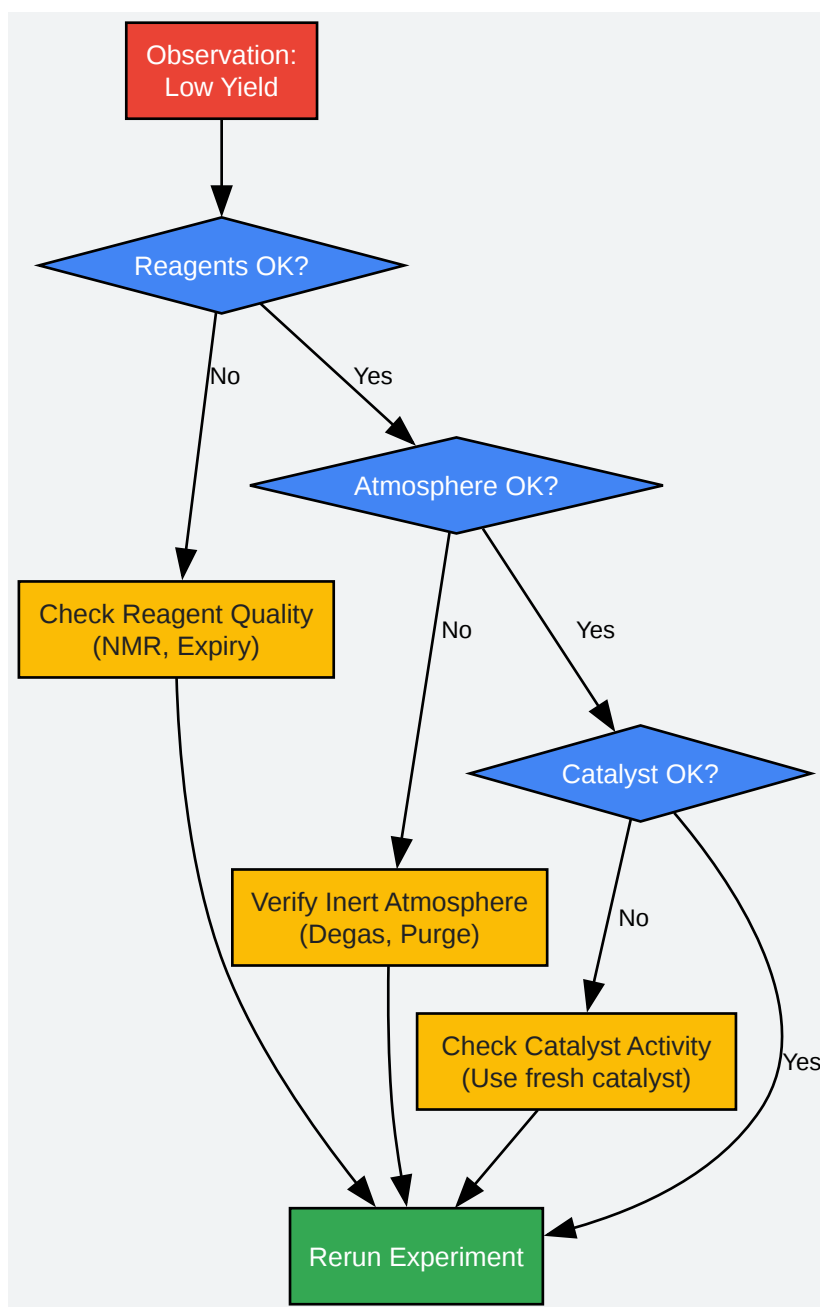 Observation:
Low Yield
Reagents OK?
No
Yes
Atmosphere OK?
Check Reagent Quality
(NMR, Expiry)
No
Yes
Catalyst OK?
Verify Inert Atmosphere
(Degas, Purge)
No
Check Catalyst Activity
(Use fresh catalyst)
Yes
Rerun Experiment